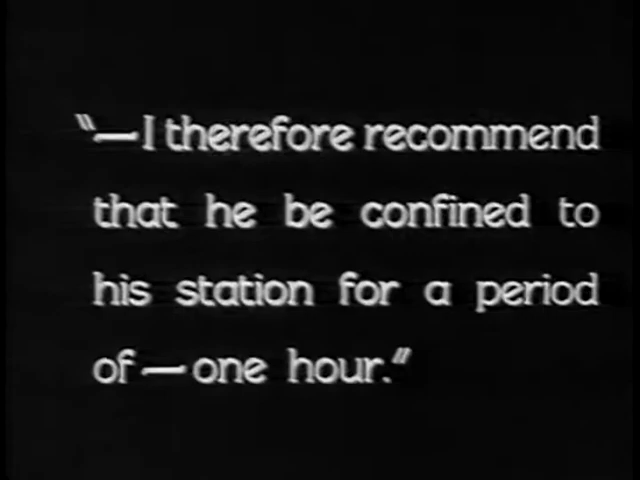 "—I therefore recommend
that he be confined to
his station for a period
of—one hour."